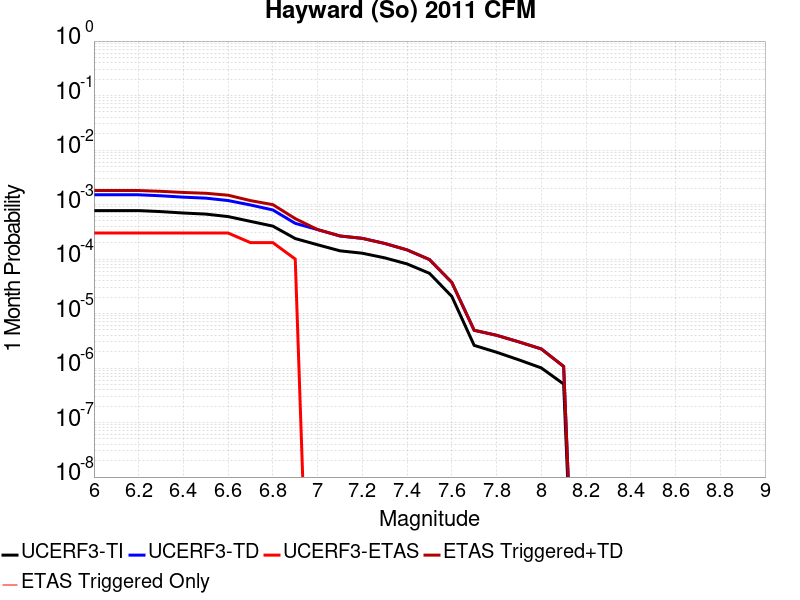 Hayward (So) 2011 CFM
10^0
10^-1
10^-2
10^-3
10^-4
10^-5
10^-6
10^-7
10^-8
1 Month Probability
6 6.2 6.4 6.6 6.8 7 7.2 7.4 7.6 7.8 8 8.2 8.4 8.6 8.8 9
Magnitude
UCERF3-TI UCERF3-TD UCERF3-ETAS ETAS Triggered+TD
ETAS Triggered Only